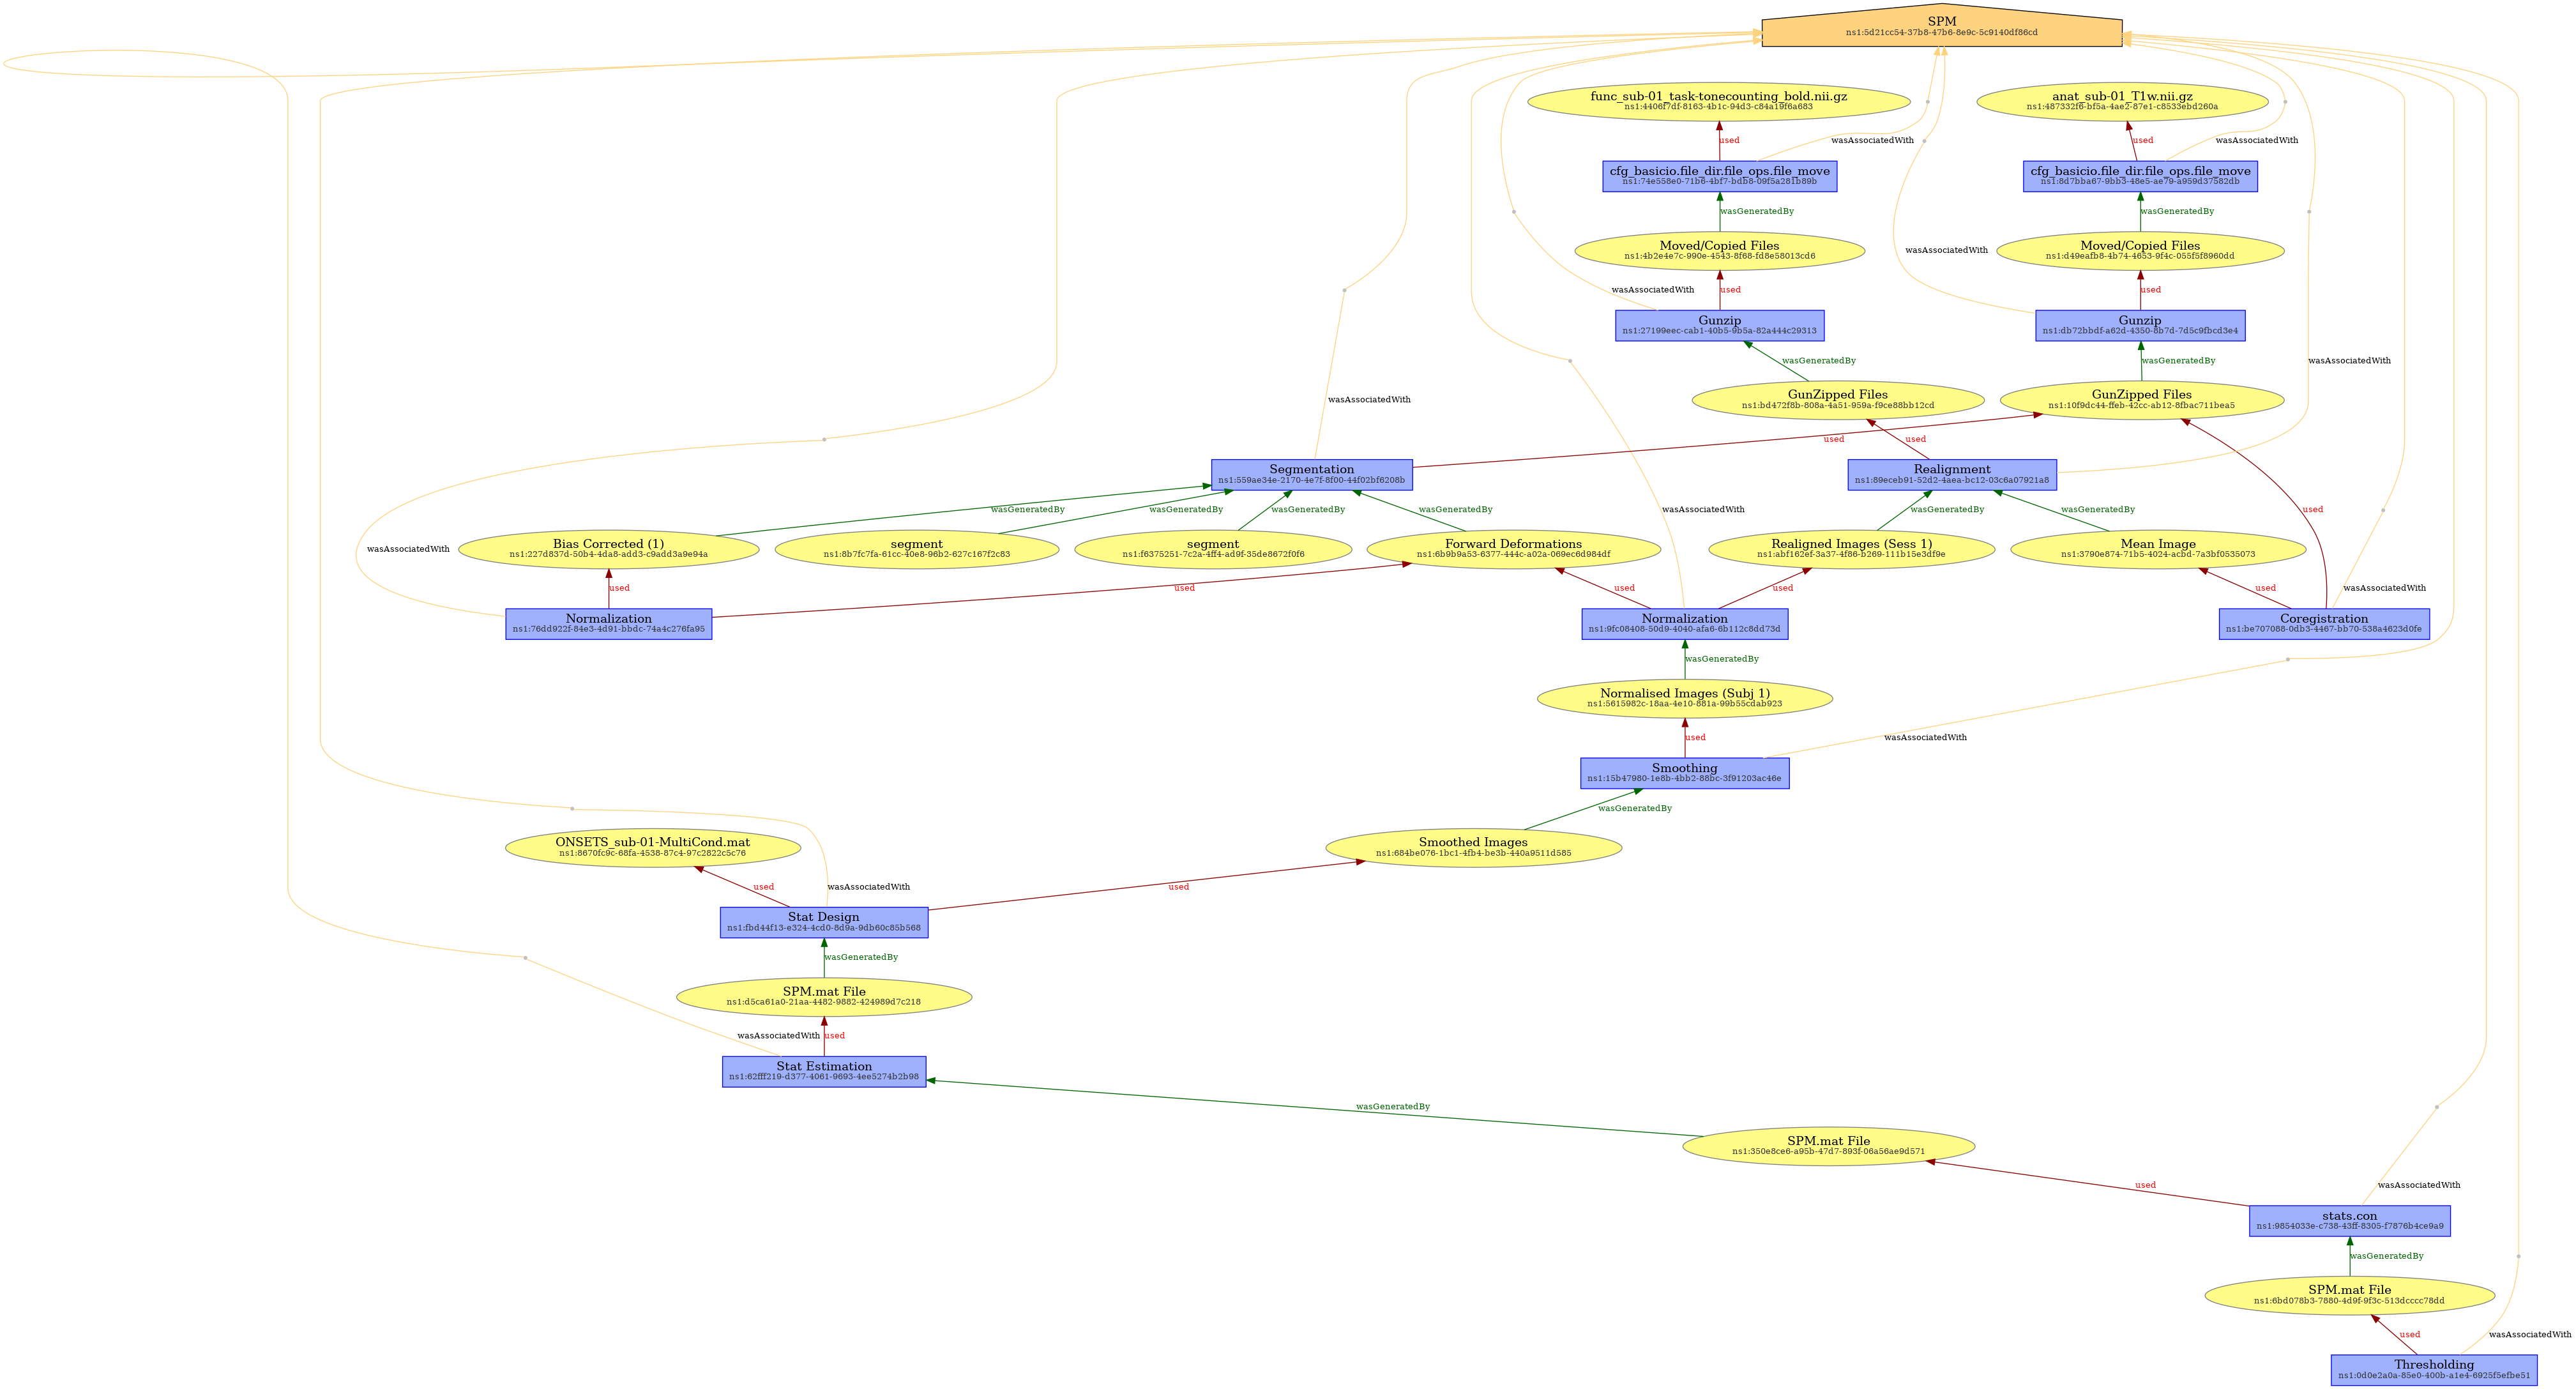 SPM
ns1:5d21cc54-37b8-47b6-8e9c-5c9140df86cd
func_sub-01_task-tonecounting_bold.nii.gz
ns1:4406f7df-8163-4b1c-94d3-c84a19f6a683
anat_sub-01_T1w.nii.gz
ns1:487332f6-bf5a-4ae2-87e1-c8533ebd260a
used
wasAssociatedWith
used
wasAssociatedWith
cfg_basicio.file_dir.file_ops.file_move
ns1:74e558e0-71b6-4bf7-bdb8-09f5a281b89b
cfg_basicio.file_dir.file_ops.file_move
ns1:8d7bba67-9bb3-48e5-ae79-a959d37582db
wasGeneratedBy
wasGeneratedBy
Moved/Copied Files
ns1:4b2e4e7c-990e-4543-8f68-fd8e58013cd6
wasAssociatedWith
Moved/Copied Files
ns1:d49eafb8-4b74-4653-9f4c-055f5f8960dd
wasAssociatedWith
used
used
Gunzip
ns1:27199eec-cab1-40b5-9b5a-82a444c29313
Gunzip
ns1:db72bbdf-a62d-4350-8b7d-7d5c9fbcd3e4
wasGeneratedBy
wasGeneratedBy
wasAssociatedWith
wasAssociatedWith
GunZipped Files
ns1:bd472f8b-808a-4a51-959a-f9ce88bb12cd
GunZipped Files
ns1:10f9dc44-ffeb-42cc-ab12-8fbac711bea5
used
used
Segmentation
ns1:559ae34e-2170-4e7f-8f00-44f02bf6208b
Realignment
ns1:89eceb91-52d2-4aea-bc12-03c6a07921a8
wasGeneratedBy
wasGeneratedBy
wasGeneratedBy
wasGeneratedBy
wasAssociatedWith
wasGeneratedBy
wasGeneratedBy
used
wasAssociatedWith
Bias Corrected (1)
ns1:227d837d-50b4-4da8-add3-c9add3a9e94a
segment
ns1:8b7fc7fa-61cc-40e8-96b2-627c167f2c83
segment
ns1:f6375251-7c2a-4ff4-ad9f-35de8672f0f6
Forward Deformations
ns1:6b9b9a53-6377-444c-a02a-069ec6d984df
Realigned Images (Sess 1)
ns1:abf162ef-3a37-4f86-b269-111b15e3df9e
Mean Image
ns1:3790e874-71b5-4024-acbd-7a3bf0535073
used
used
used
used
used
wasAssociatedWith
Normalization
ns1:76dd922f-84e3-4d91-bbdc-74a4c276fa95
Normalization
ns1:9fc08408-50d9-4040-afa6-6b112c8dd73d
Coregistration
ns1:be707088-0db3-4467-bb70-538a4623d0fe
wasGeneratedBy
Normalised Images (Subj 1)
ns1:5615982c-18aa-4e10-881a-99b55cdab923
used
wasAssociatedWith
Smoothing
ns1:15b47980-1e8b-4bb2-88bc-3f91203ac46e
wasGeneratedBy
ONSETS_sub-01-MultiCond.mat
ns1:8670fc9c-68fa-4538-87c4-97c2822c5c76
Smoothed Images
ns1:684be076-1bc1-4fb4-be3b-440a9511d585
used
wasAssociatedWith
used
Stat Design
ns1:fbd44f13-e324-4cd0-8d9a-9db60c85b568
wasGeneratedBy
SPM.mat File
ns1:d5ca61a0-21aa-4482-9882-424989d7c218
wasAssociatedWith
used
Stat Estimation
ns1:62fff219-d377-4061-9693-4ee5274b2b98
wasGeneratedBy
SPM.mat File
ns1:350e8ce6-a95b-47d7-893f-06a56ae9d571
used
wasAssociatedWith
stats.con
ns1:9854033e-c738-43ff-8305-f7876b4ce9a9
wasGeneratedBy
SPM.mat File
ns1:6bd078b3-7880-4d9f-9f3c-513dcccc78dd
used
wasAssociatedWith
Thresholding
ns1:0d0e2a0a-85e0-400b-a1e4-6925f5efbe51